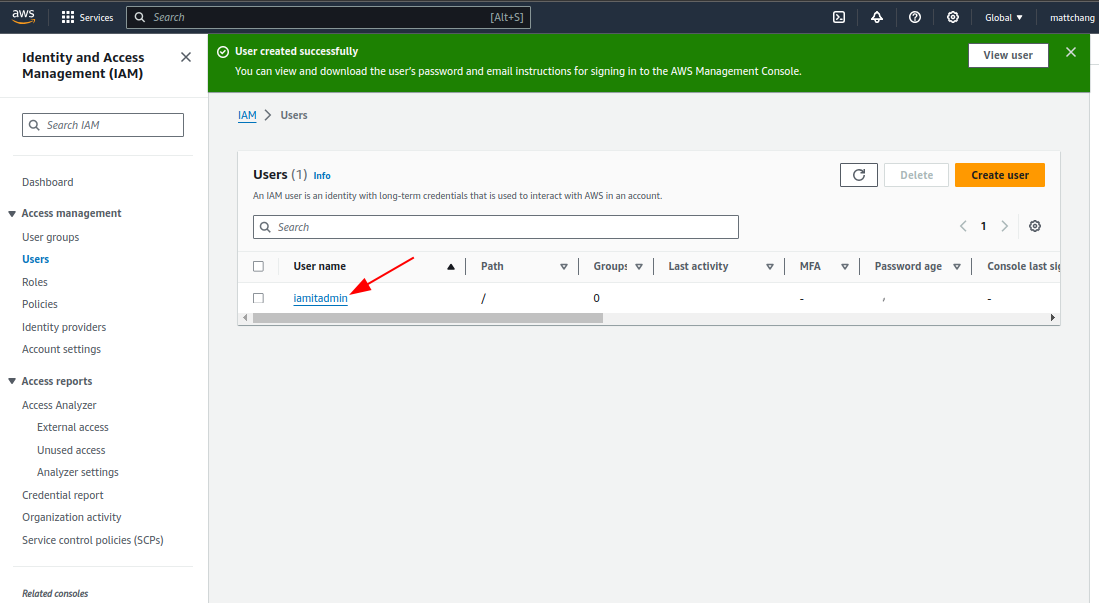 aws
Services
Search
[Alt+S]
Global
mattchang
Identity and Access
Management (IAM)
Search IAM
Dashboard
Access management
User groups
Users
Roles
Policies
Identity providers
Account settings
Access reports
Access Analyzer
External access
Unused access
Analyzer settings
Credential report
Organization activity
Service control policies (SCPs)
Related consoles
User created successfully
You can view and download the user's password and email instructions for signing in to the AWS Management Console.
View user
IAM > Users
Users (1) Info
Delete
Create user
An IAM user is an identity with long-term credentials that is used to interact with AWS in an account.
Search
1
User name Path Groups Last activity MFA Password age Console last
iamitadmin / 0 - -